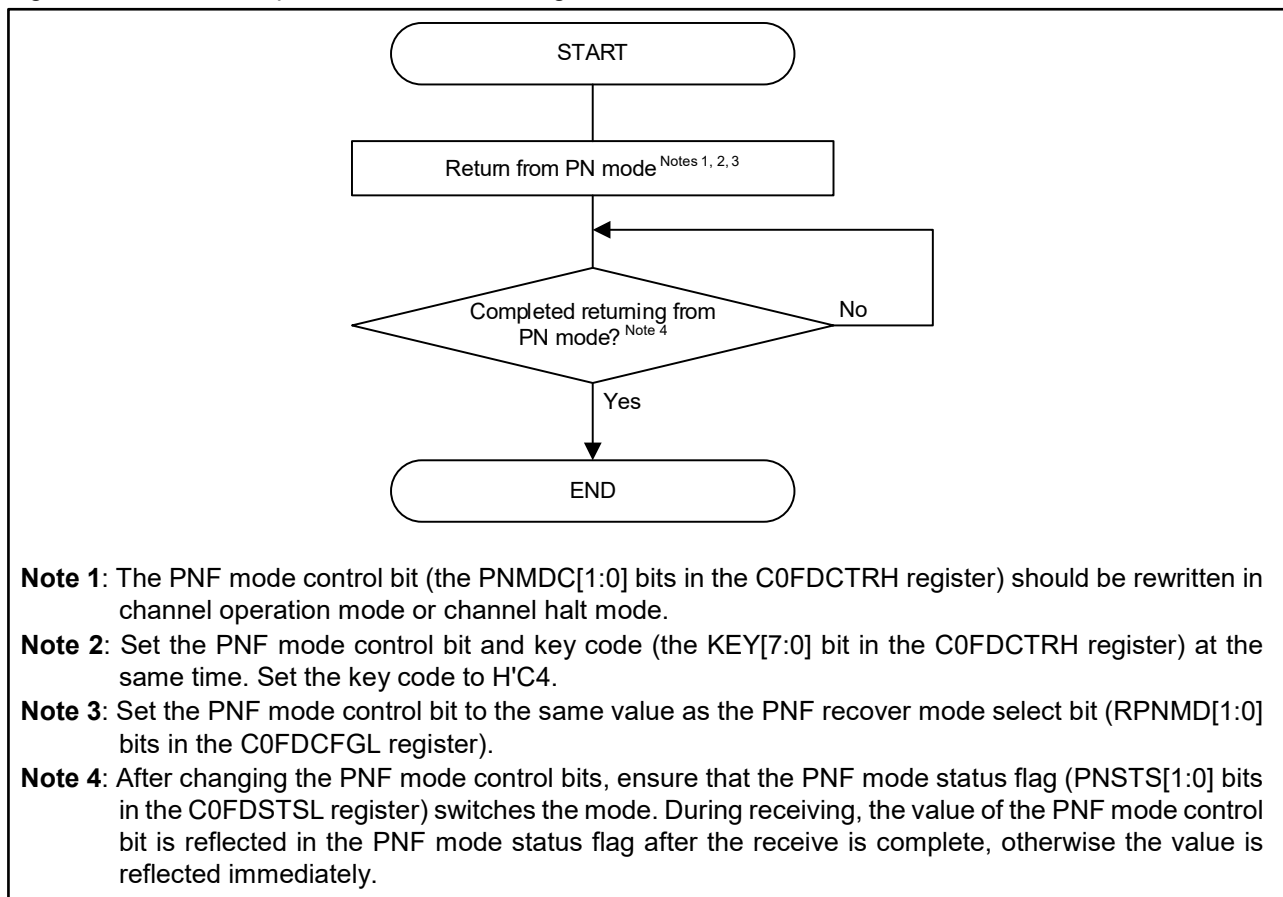 START
Return from PN mode Notes 1, 2, 3
Completed returning from
PN mode? Note 4
No
Yes
END
Note 1: The PNF mode control bit (the PNMDC[1:0] bits in the C0FDCTRH register) should be rewritten in
channel operation mode or channel halt mode.
Note 2: Set the PNF mode control bit and key code (the KEY[7:0] bit in the C0FDCTRH register) at the
same time. Set the key code to H'C4.
Note 3: Set the PNF mode control bit to the same value as the PNF recover mode select bit (RPNMD[1:0]
bits in the C0FDCFGL register).
Note 4: After changing the PNF mode control bits, ensure that the PNF mode status flag (PNSTS[1:0] bits
in the C0FDSTSL register) switches the mode. During receiving, the value of the PNF mode control
bit is reflected in the PNF mode status flag after the receive is complete, otherwise the value is
reflected immediately.